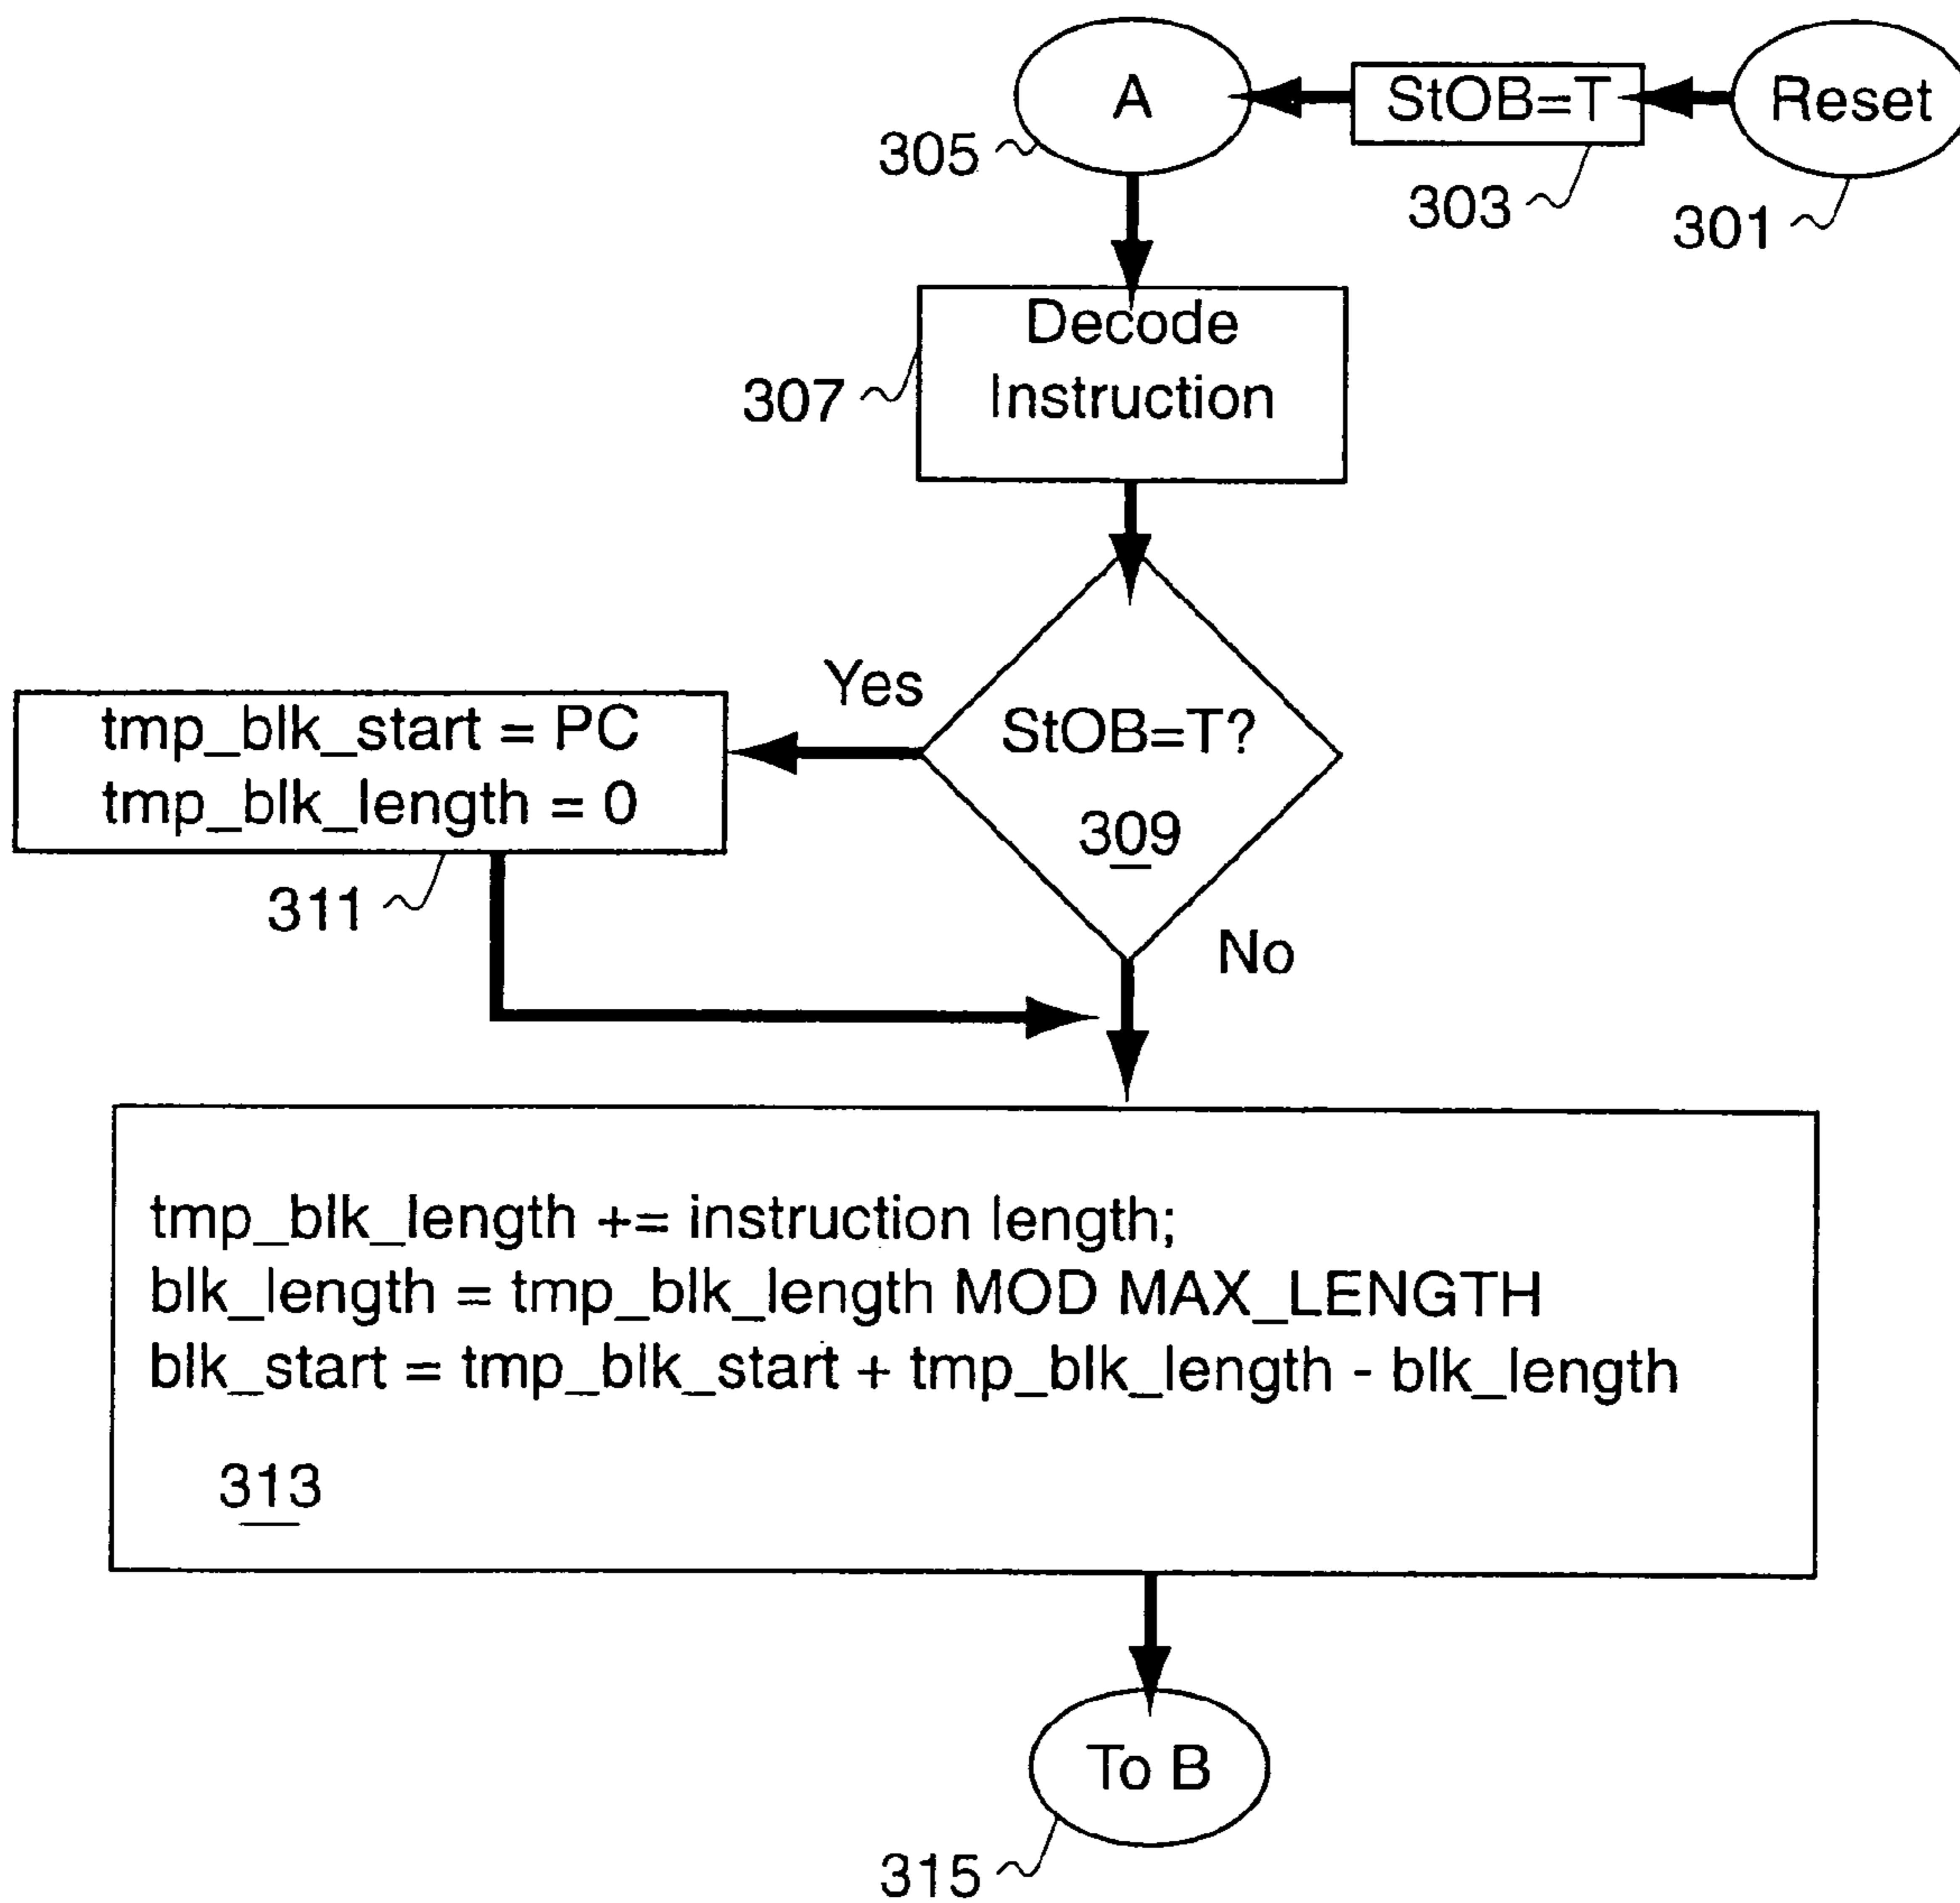 A
StOB=T
Reset
305
303
301
Decode
Instruction
307
Yes
StOB=T?
309
tmp_blk_start = PC
tmp_blk_length = 0
311
No
tmp_blk_length += instruction length;
blk_length = tmp_blk_length MOD MAX_LENGTH
blk_start = tmp_blk_start + tmp_blk_length - blk_length
313
To B
315